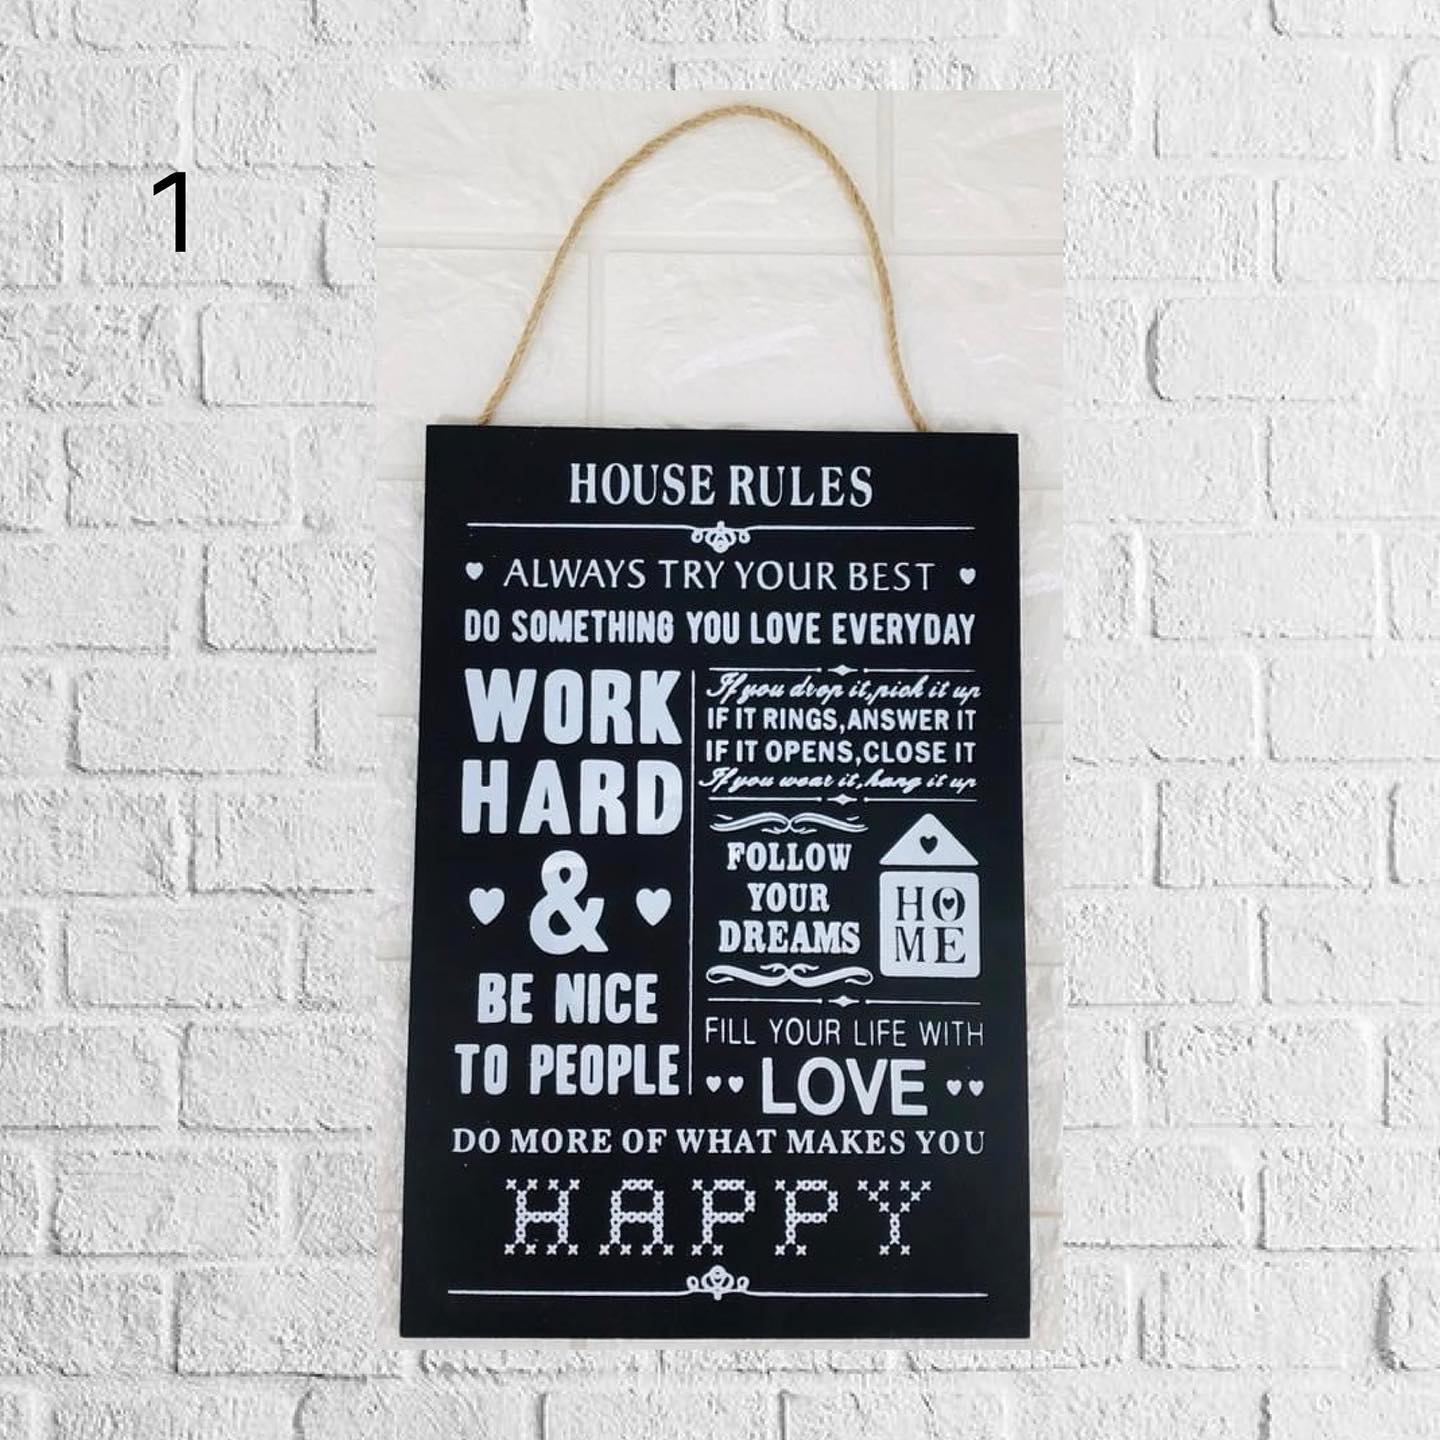 1
HOUSE RULES
ALWAYS TRY YOUR BEST
DO SOMETHING YOU LOVE EVERYDAY
WORK
HARD
&
BE NICE
TO PEOPLE
If you drop it,pick it up
IF IT RINGS,ANSWER IT
IF IT OPENS,CLOSE IT
If you wear it,hang it up
FOLLOW
YOUR
DREAMS
HO
ME
FILL YOUR LIFE WITH
LOVE
DO MORE OF WHAT MAKES YOU
HAPPY